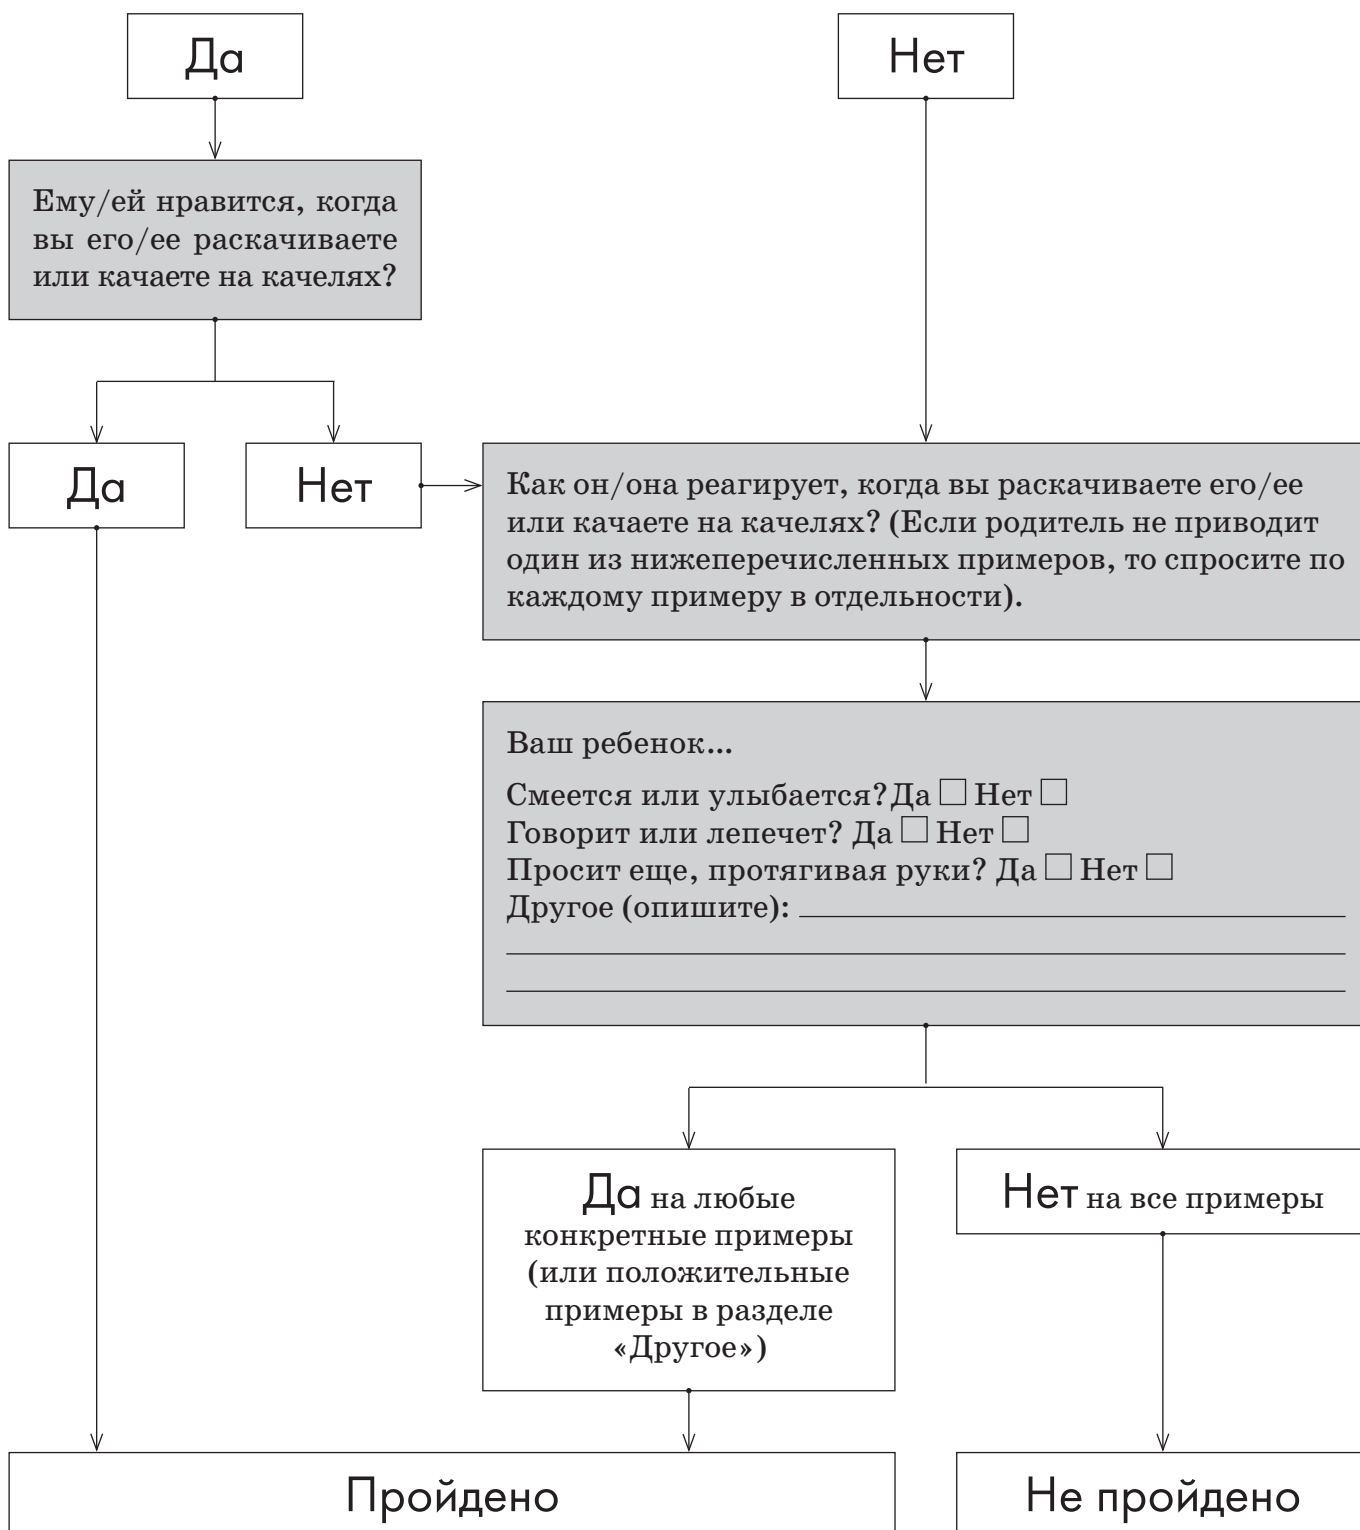 Да
Нет
Ему/ей нравится, когда
вы его/ее раскачиваете
или качаете на качелях?
Да
Нет
Как он/она реагирует, когда вы раскачиваете его/ее
или качаете на качелях? (Если родитель не приводит
один из нижеперечисленных примеров, то спросите по
каждому примеру в отдельности).
Ваш ребенок...
Смеется или улыбается? Да □ Нет □
Говорит или лепечет? Да □ Нет □
Просит еще, протягивая руки? Да □ Нет □
Другое (опишите):
Да на любые
конкретные примеры
(или положительные
примеры в разделе
«Другое»)
Нет на все примеры
Пройдено
Не пройдено